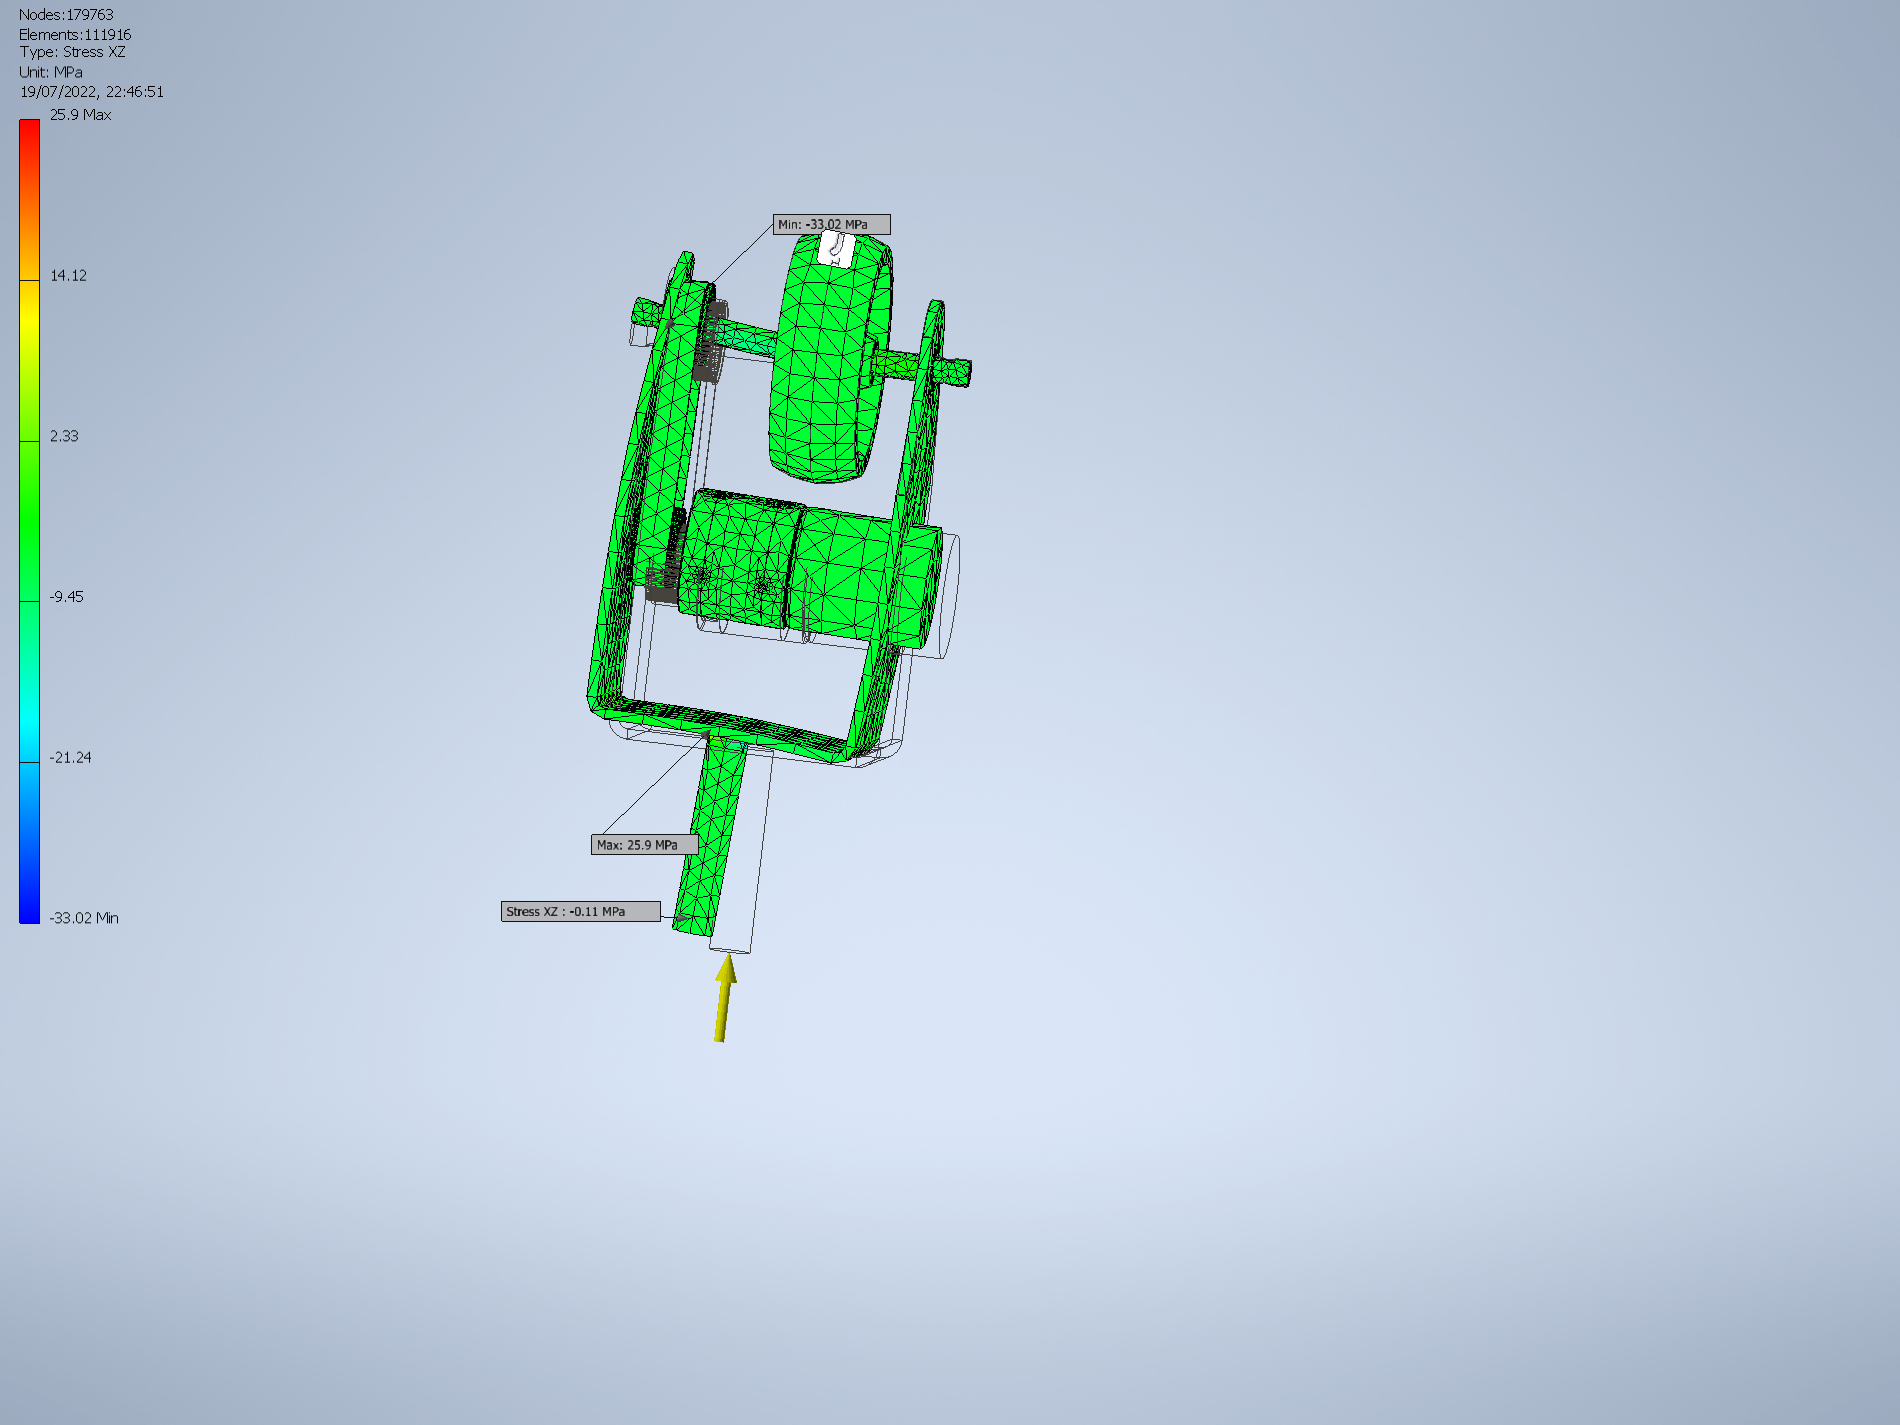 Nodes:179763
Elements:111916
Type: Stress XZ
Unit: MPa
19/07/2022, 22:46:51
25.9 Max
14.12
2.33
-9.45
-21.24
-33.02 Min
Min: -33.02 MPa
Max: 25.9 MPa
Stress XZ : -0.11 MPa